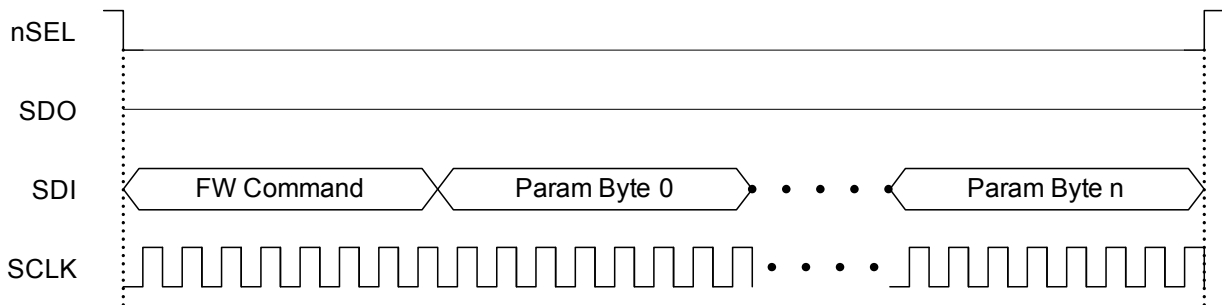 nSEL
SDO
SDI FW Command Param Byte 0 Param Byte n
SCLK